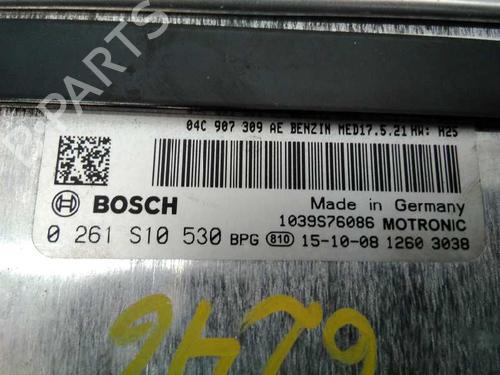 04C 907 309 AE BENZIN MED17.5.21 HW: H25
BOSCH
Made in Germany
1039S76086 MOTRONIC
0 261 S10 530 BPG 810 15-10-08 1260 3038
B-PARTS
6246